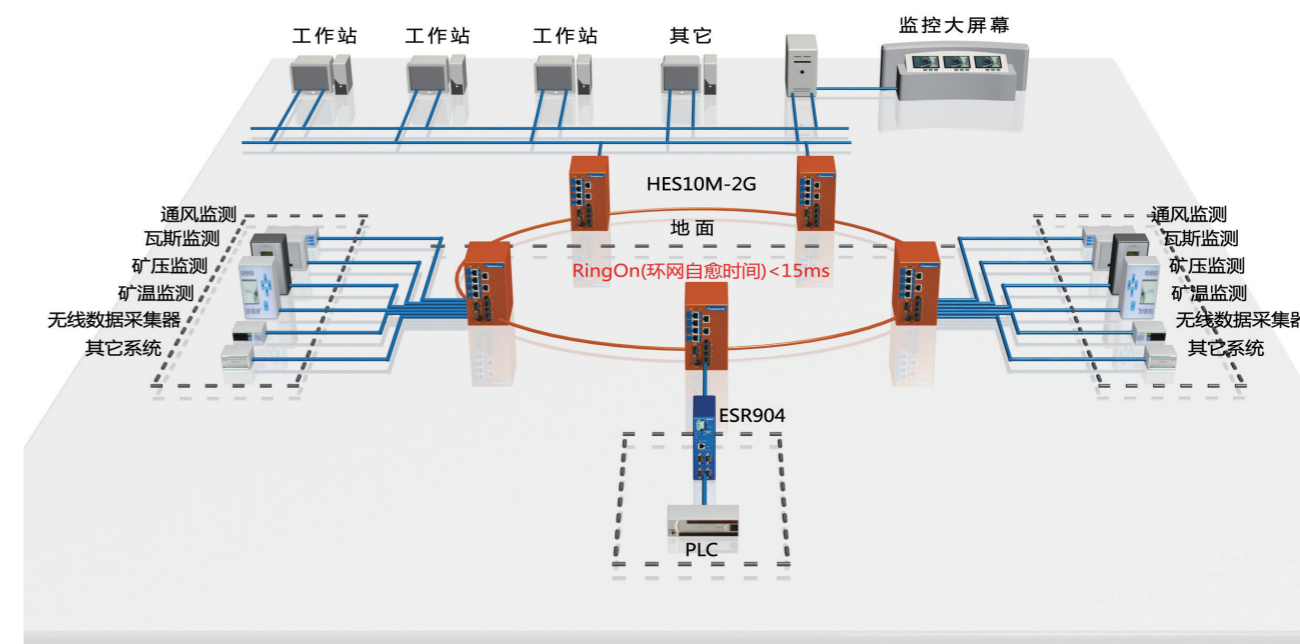 工作站
工作站
工作站
其它
监控大屏幕
HES10M-2G
地面
RingOn(环网自愈时间)<15ms
通风监测
瓦斯监测
矿压监测
矿温监测
无线数据采集器
其它系统
通风监测
瓦斯监测
矿压监测
矿温监测
无线数据采集器
其它系统
ESR904
PLC